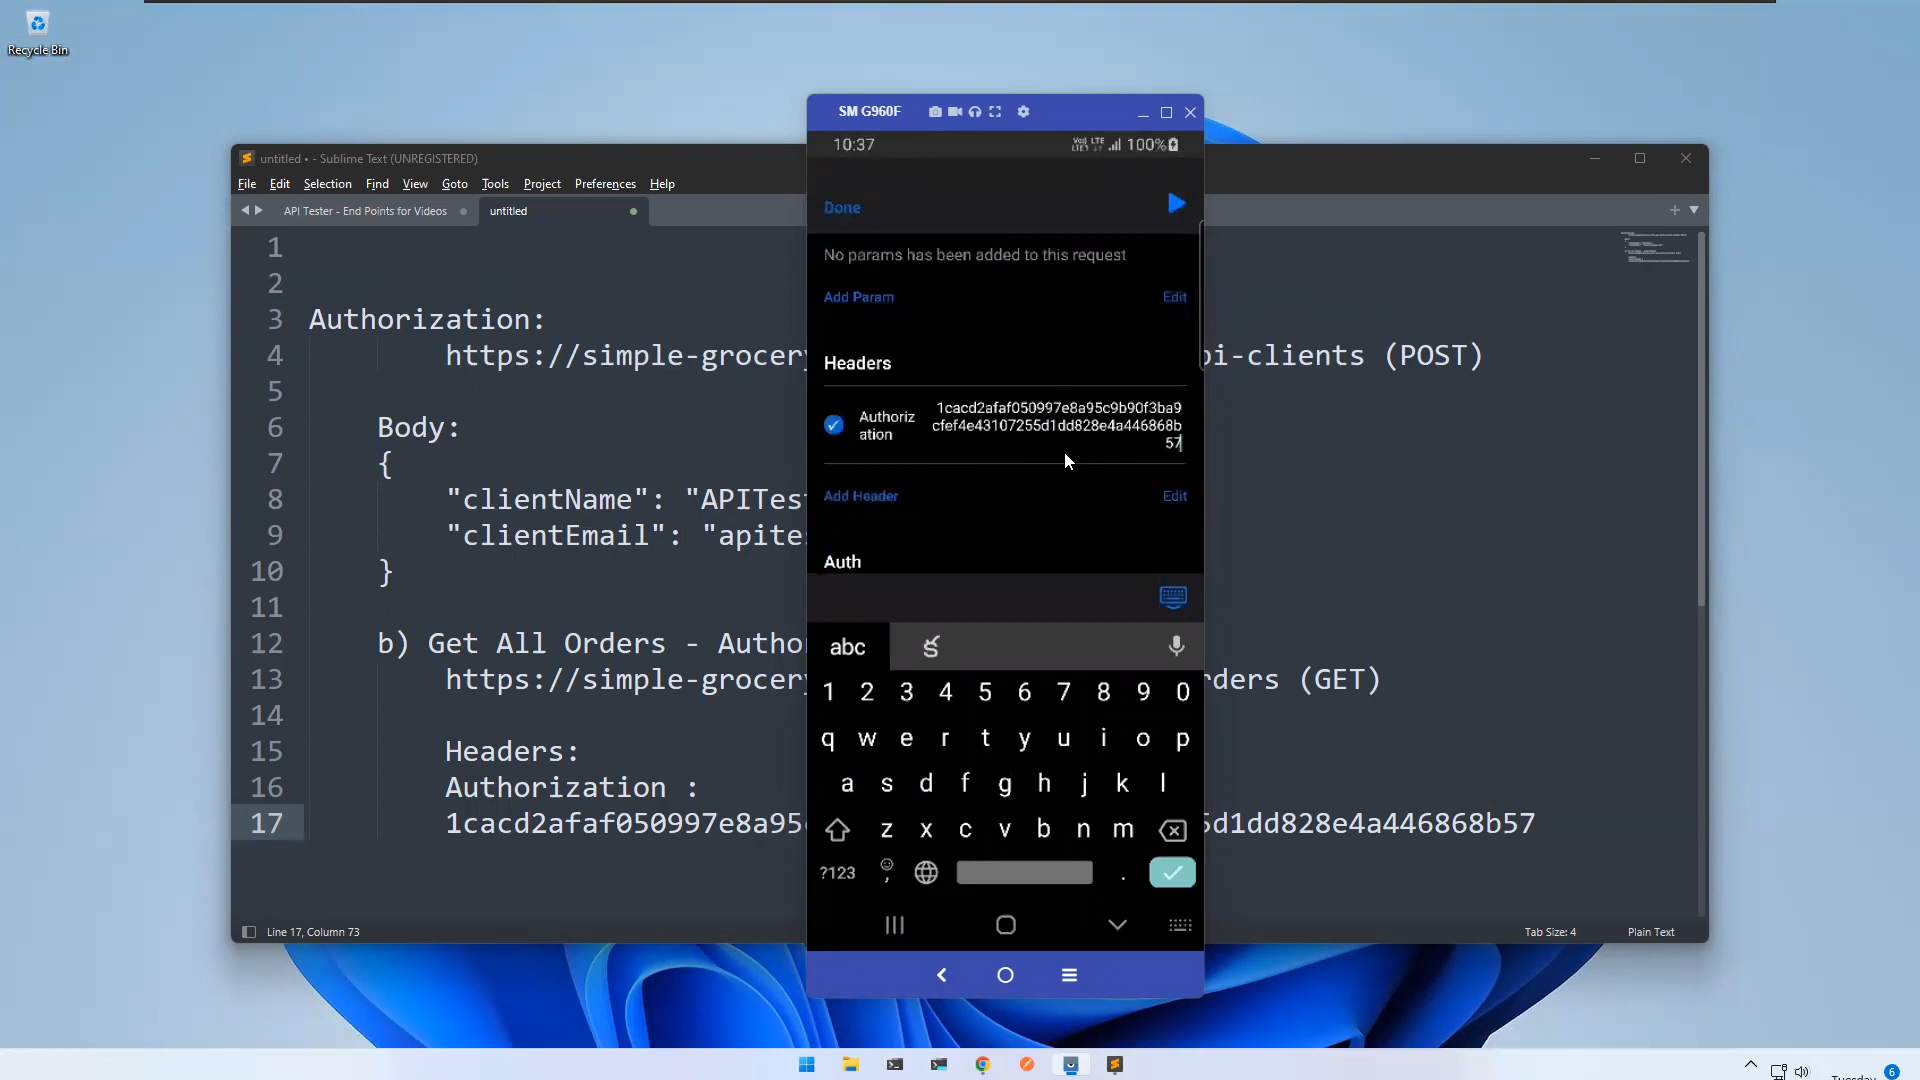 Recycle Bin
untitled • - Sublime Text (UNREGISTERED)
File Edit Selection Find View Goto Tools Project Preferences Help
API Tester - End Points for Videos
untitled
1
2
3 Authorization:
4 https://simple-grocery pi-clients (POST)
5
6 Body:
7 {
8 "clientName": "APITes
9 "clientEmail": "apite
10 }
11
12 b) Get All Orders - Autho
13 https://simple-grocery rders (GET)
14
15 Headers:
16 Authorization :
17 1cacd2afaf050997e8a95 5d1dd828e4a446868b57
Line 17, Column 73
Tab Size: 4
Plain Text
SM G960F
10:37
100%
Done
No params has been added to this request
Add Param Edit
Headers
Authoriz
ation
1cacd2afaf050997e8a95c9b90f3ba9
cfef4e43107255d1dd828e4a446868b
57
Add Header Edit
Auth
abc క
1 2 3 4 5 6 7 8 9 0
q w e r t y u i o p
a s d f g h j k l
z x c v b n m
?123 , .
6